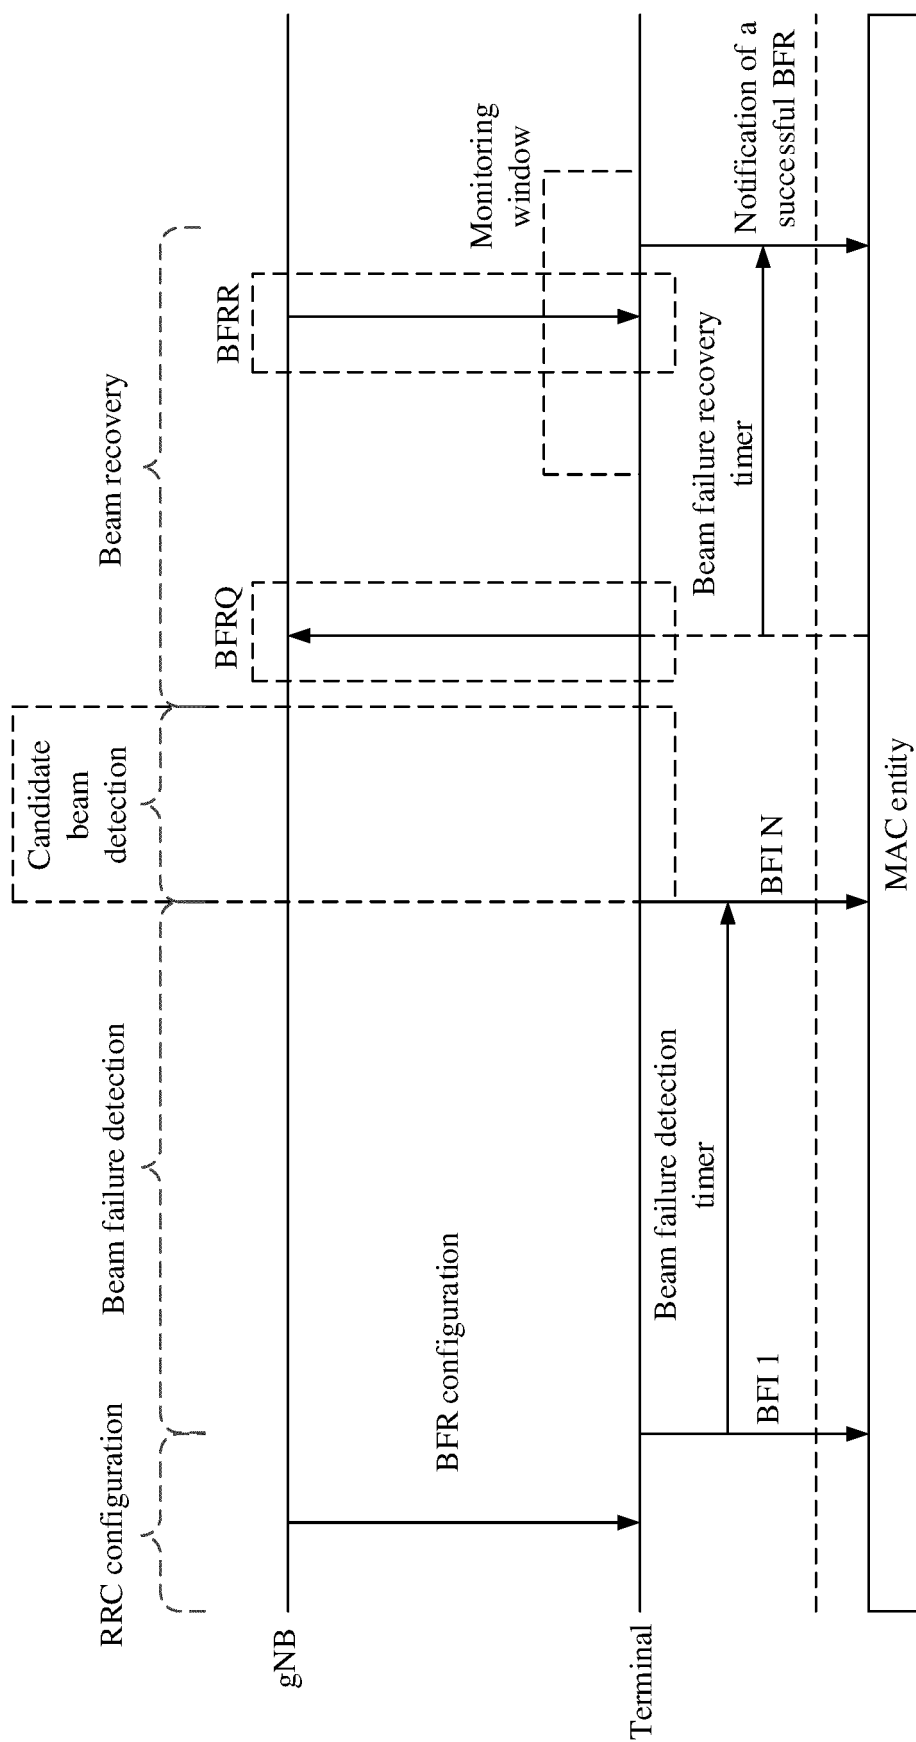 RRC configuration
Beam failure detection
Candidate
beam
detection
Beam recovery
gNB
BFR configuration
BFRQ
BFRR
Monitoring
window
Terminal
Beam failure detection
timer
BFI 1
BFI N
Beam failure recovery
timer
Notification of a
successful BFR
MAC entity